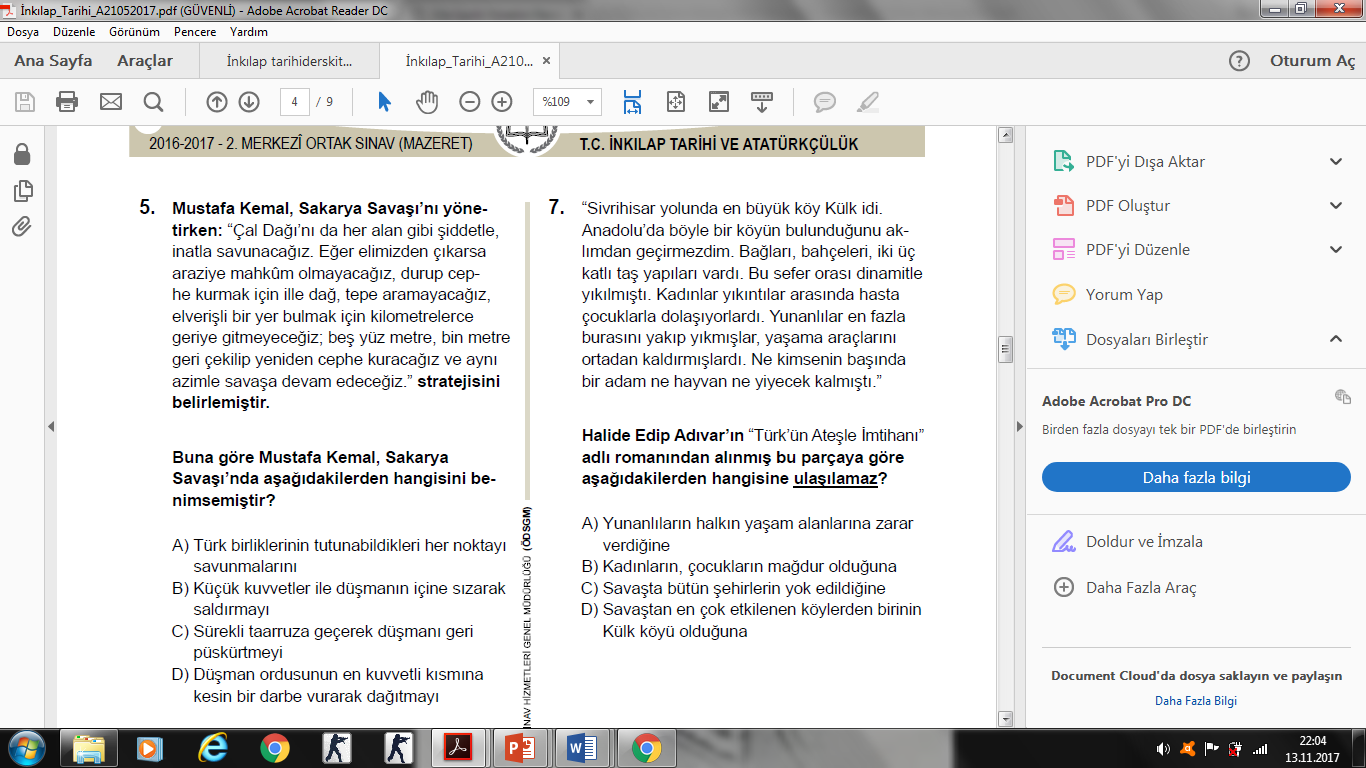 İnkılap_Tarihi_A21052017.pdf (GÜVENLİ) - Adobe Acrobat Reader DC
Dosya Düzenle Görünüm Pencere Yardım
Ana Sayfa Araçlar İnkılap tarihiderskit... İnkılap_Tarihi_A210... × Oturum Aç
4 / 9 %109
2016-2017 - 2. MERKEZÎ ORTAK SINAV (MAZERET) T.C. İNKILAP TARİHİ VE ATATÜRKÇÜLÜK
5. Mustafa Kemal, Sakarya Savaşı’nı yöne-
tirken: “Çal Dağı’nı da her alan gibi şiddetle,
inatla savunacağız. Eğer elimizden çıkarsa
araziye mahkûm olmayacağız, durup cep-
he kurmak için ille dağ, tepe aramayacağız,
elverişli bir yer bulmak için kilometrelerce
geriye gitmeyeceğiz; beş yüz metre, bin metre
geri çekilip yeniden cephe kuracağız ve aynı
azimle savaşa devam edeceğiz.” stratejisini
belirlemiştir.
Buna göre Mustafa Kemal, Sakarya
Savaşı’nda aşağıdakilerden hangisini be-
nimsemiştir?
A) Türk birliklerinin tutunabildikleri her noktayı
savunmalarını
B) Küçük kuvvetler ile düşmanın içine sızarak
saldırmayı
C) Sürekli taarruza geçerek düşmanı geri
püskürtmeyi
D) Düşman ordusunun en kuvvetli kısmına
kesin bir darbe vurarak dağıtmayı
NAV HİZMETLERİ GENEL MÜDÜRLÜĞÜ (ÖDSGM)
7. “Sivrihisar yolunda en büyük köy Külk idi.
Anadolu’da böyle bir köyün bulunduğunu ak-
lımdan geçirmezdim. Bağları, bahçeleri, iki üç
katlı taş yapıları vardı. Bu sefer orası dinamitle
yıkılmıştı. Kadınlar yıkıntılar arasında hasta
çocuklarla dolaşıyorlardı. Yunanlılar en fazla
burasını yakıp yıkmışlar, yaşama araçlarını
ortadan kaldırmışlardı. Ne kimsenin başında
bir adam ne hayvan ne yiyecek kalmıştı.”
Halide Edip Adıvar’ın “Türk’ün Ateşle İmtihanı”
adlı romanından alınmış bu parçaya göre
aşağıdakilerden hangisine ulaşılamaz?
A) Yunanlıların halkın yaşam alanlarına zarar
verdiğine
B) Kadınların, çocukların mağdur olduğuna
C) Savaşta bütün şehirlerin yok edildiğine
D) Savaştan en çok etkilenen köylerden birinin
Külk köyü olduğuna
PDF'yi Dışa Aktar
PDF Oluştur
PDF'yi Düzenle
Yorum Yap
Dosyaları Birleştir
Adobe Acrobat Pro DC
Birden fazla dosyayı tek bir PDF'de birleştirin
Daha fazla bilgi
Doldur ve İmzala
Daha Fazla Araç
Document Cloud'da dosya saklayın ve paylaşın
Daha Fazla Bilgi
22:04
13.11.2017